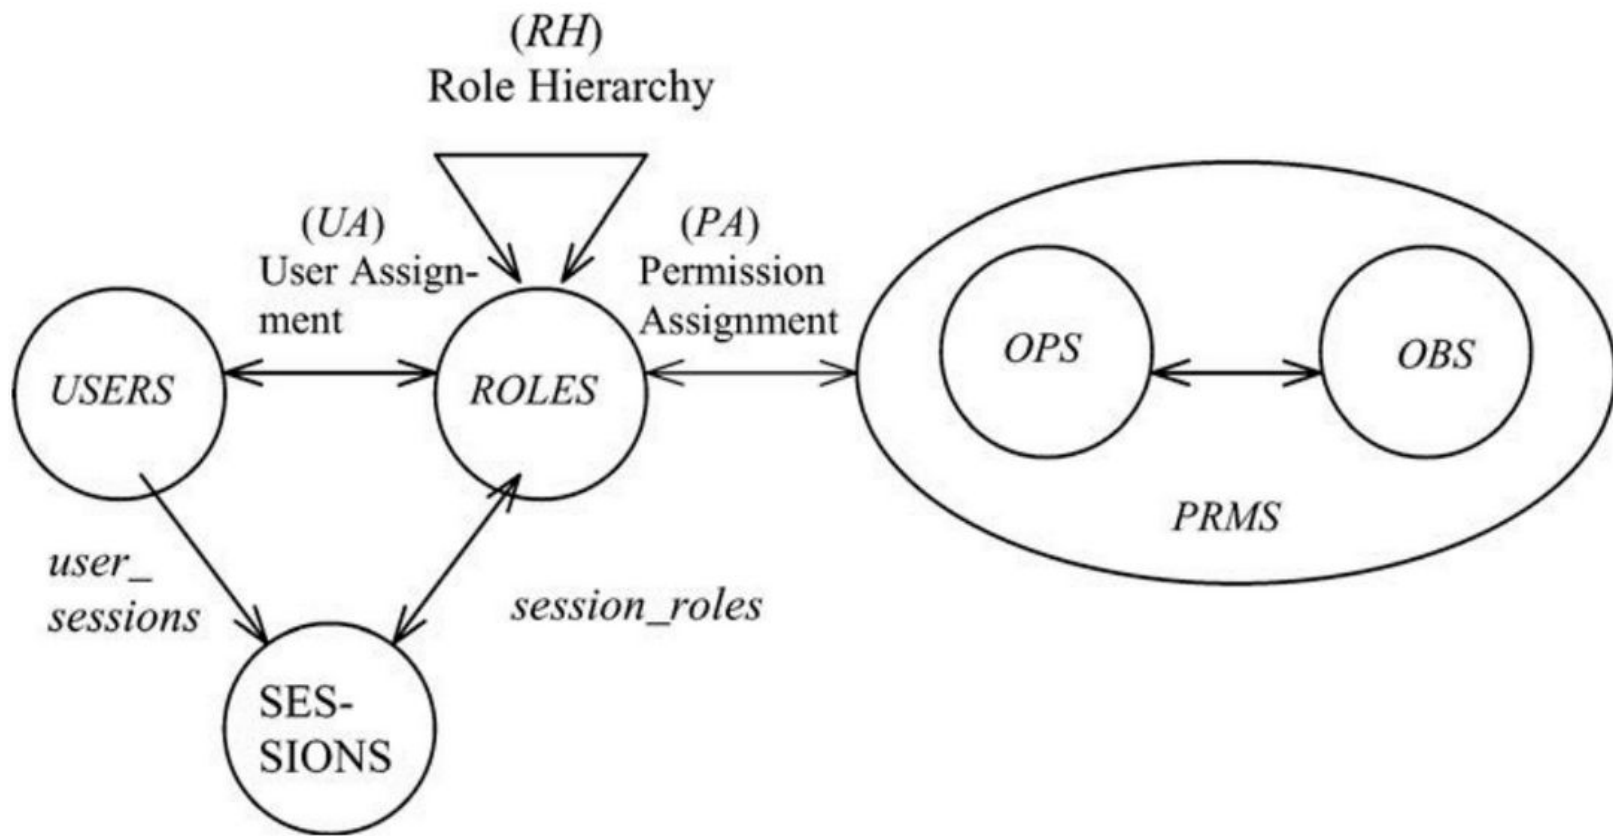 (RH)
Role Hierarchy
(UA)
User Assign-
ment
(PA)
Permission
Assignment
USERS
ROLES
OPS
OBS
PRMS
user_
sessions
session_roles
SES-
SIONS